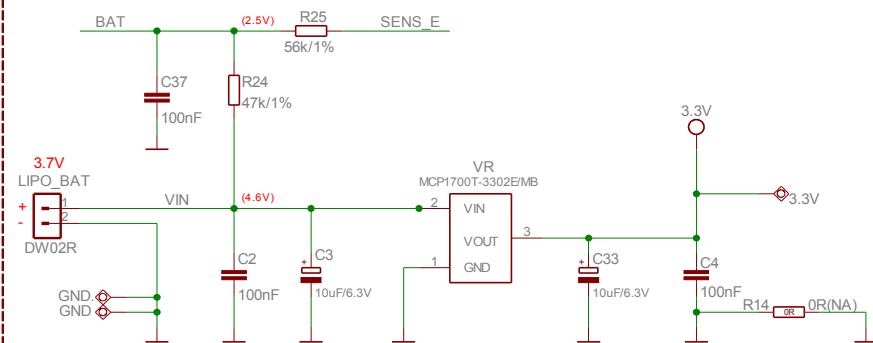 BAT
(2.5V)
R25
SENS_E
56k/1%
C37
R24
47k/1%
100nF
3.3V
3.7V
LIPO_BAT
VR
MCP1700T-3302E/MB
+
1
VIN
(4.6V)
2
VIN
3.3V
-
2
VOUT
3
DW02R
C2
C3
1
GND
C33
C4
+
+
GND.
100nF
10uF/6.3V
10uF/6.3V
100nF
GND
R14
0R
0R(NA)